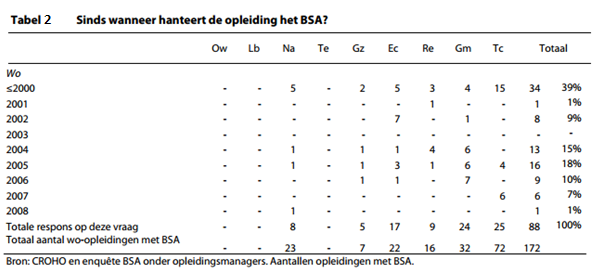 Tabel 2 Sinds wanneer hanteert de opleiding het BSA?
Ow Lb Na Te Gz Ec Re Gm Tc Totaal
Wo
≤2000 - - 5 - 2 5 3 4 15 34 39%
2001 - - - - - - 1 - - 1 1%
2002 - - - - - 7 - 1 - 8 9%
2003 - - - - - - - - - - -
2004 - - 1 - 1 1 4 6 - 13 15%
2005 - - 1 - 1 3 1 6 4 16 18%
2006 - - - - 1 1 - 7 - 9 10%
2007 - - - - - - - - 6 6 7%
2008 - - 1 - - - - - - 1 1%
Totale respons op deze vraag - - 8 - 5 17 9 24 25 88 100%
Totaal aantal wo-opleidingen met BSA
- - 23 - 7 22 16 32 72 172
Bron: CROHO en enquête BSA onder opleidingsmanagers. Aantallen opleidingen met BSA.